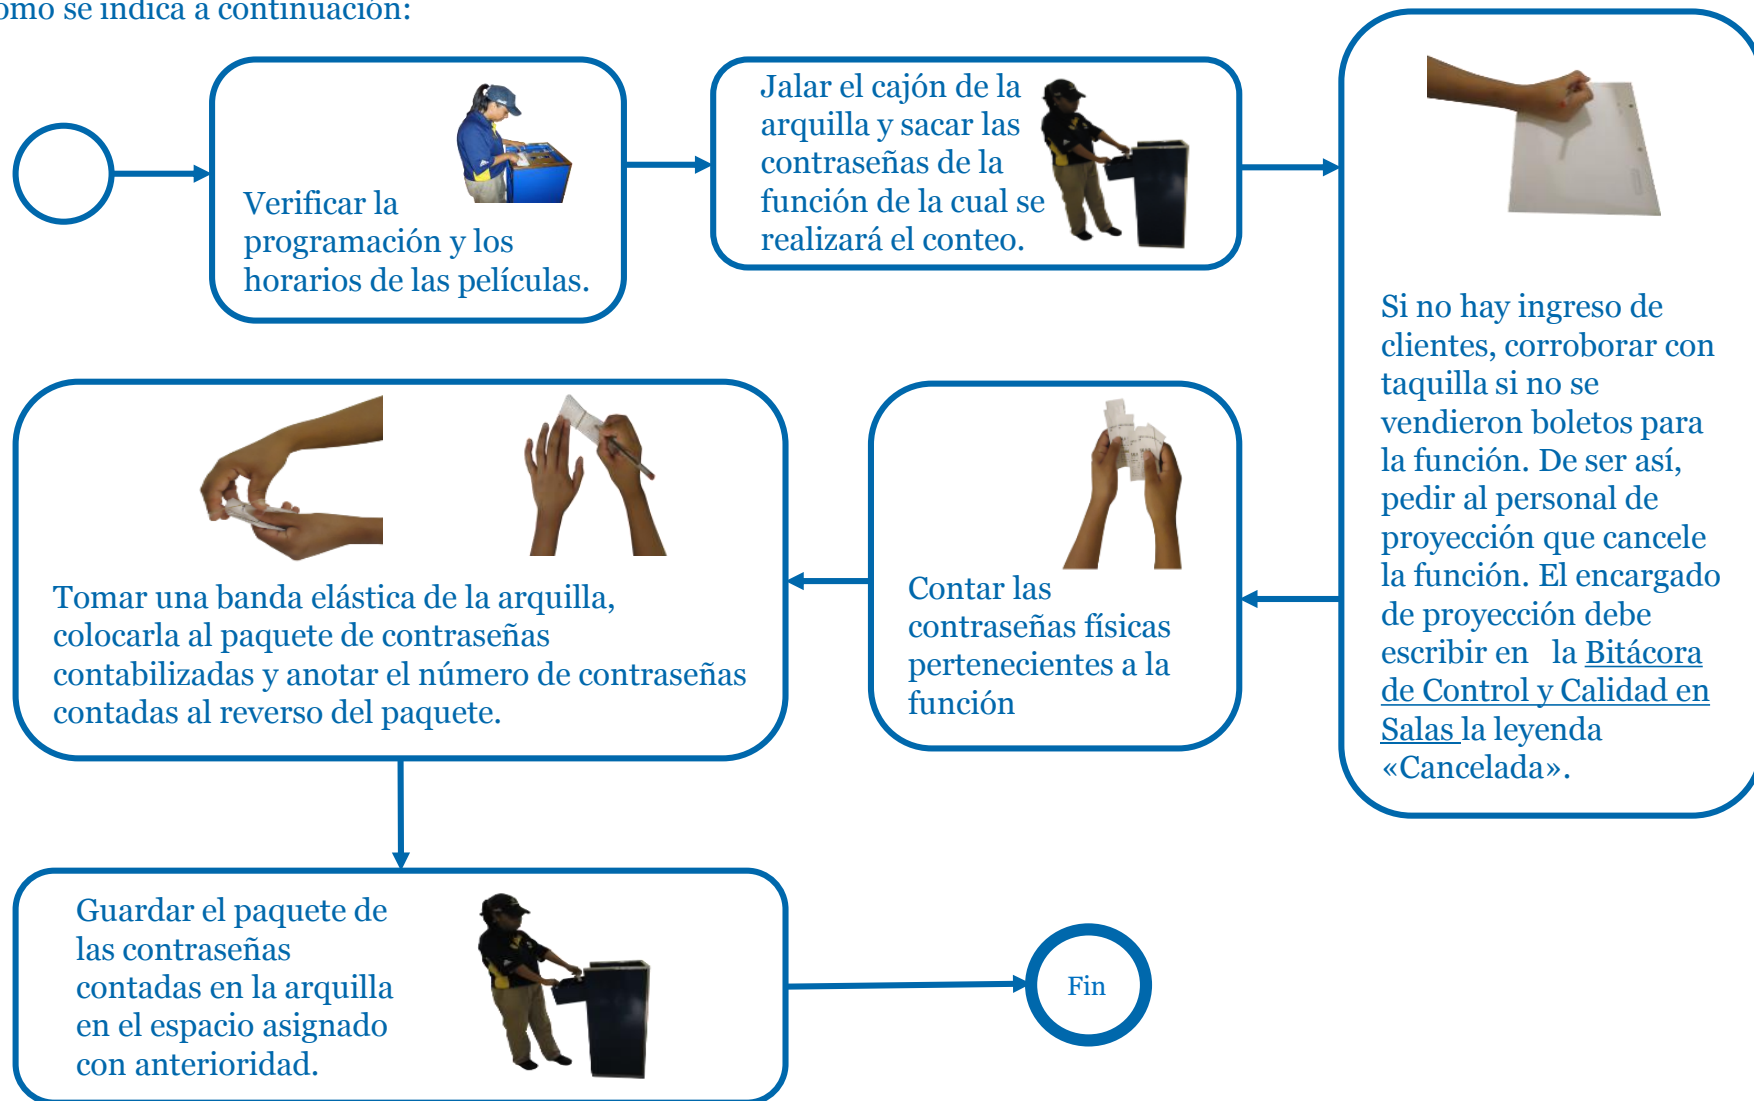 omo se indica a continuación:
Verificar la
programación y los
horarios de las películas.
Jalar el cajón de la
arquilla y sacar las
contraseñas de la
función de la cual se
realizará el conteo.
Si no hay ingreso de
clientes, corroborar con
taquilla si no se
vendieron boletos para
la función. De ser así,
pedir al personal de
proyección que cancele
la función. El encargado
de proyección debe
escribir en la Bitácora
de Control y Calidad en
Salas la leyenda
«Cancelada».
Contar las
contraseñas físicas
pertenecientes a la
función
Tomar una banda elástica de la arquilla,
colocarla al paquete de contraseñas
contabilizadas y anotar el número de contraseñas
contadas al reverso del paquete.
Guardar el paquete de
las contraseñas
contadas en la arquilla
en el espacio asignado
con anterioridad.
Fin